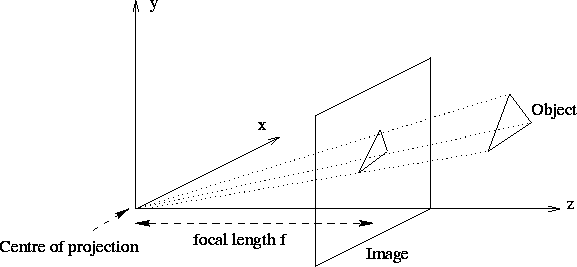 y
Object
x
z
Centre of projection
focal length f
Image